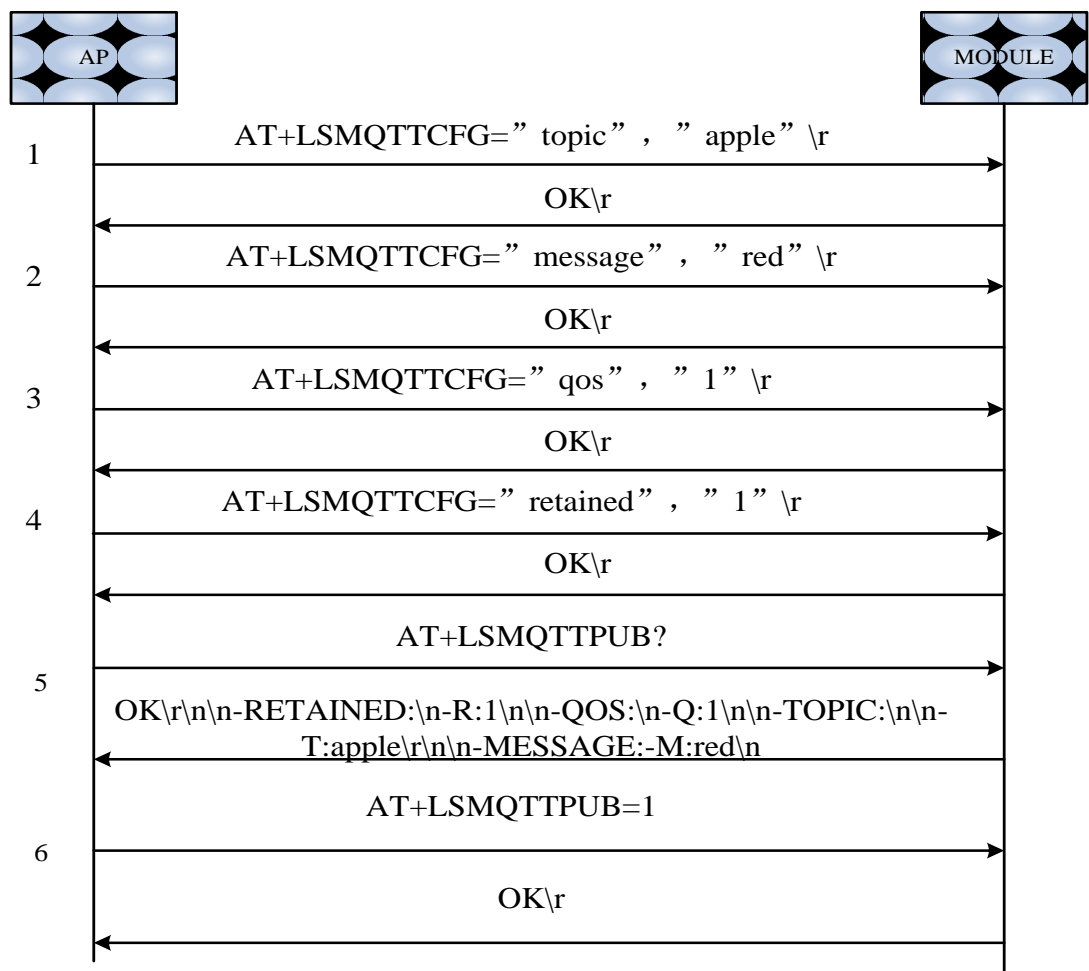 AP
MODULE
1
AT+LSMQTTCFG=” topic” ，” apple” \r
OK\r
2
AT+LSMQTTCFG=” message” ，” red” \r
OK\r
3
AT+LSMQTTCFG=” qos” ，” 1” \r
OK\r
4
AT+LSMQTTCFG=” retained” ，” 1” \r
OK\r
AT+LSMQTTPUB?
5
OK\r\n\n-RETAINED:\n-R:1\n\n-QOS:\n-Q:1\n\n-TOPIC:\n\n-
T:apple\r\n\n-MESSAGE:-M:red\n
AT+LSMQTTPUB=1
6
OK\r